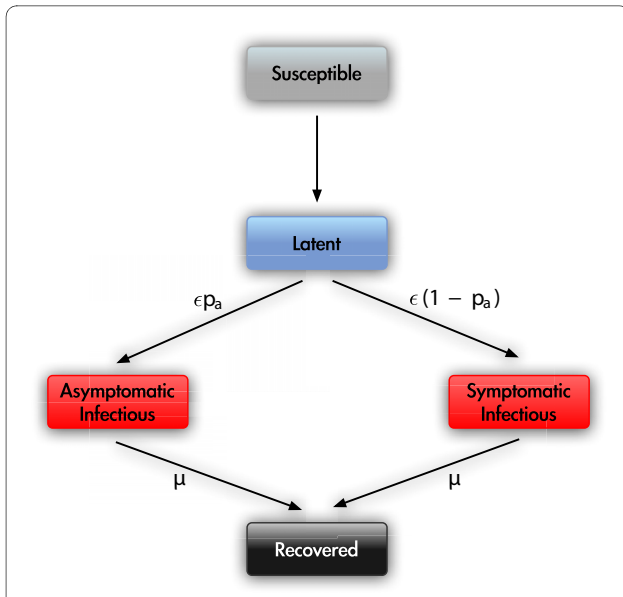 Susceptible
Latent
ϵpₐ
ϵ(1 − pₐ)
Asymptomatic
Infectious
Symptomatic
Infectious
μ
μ
Recovered